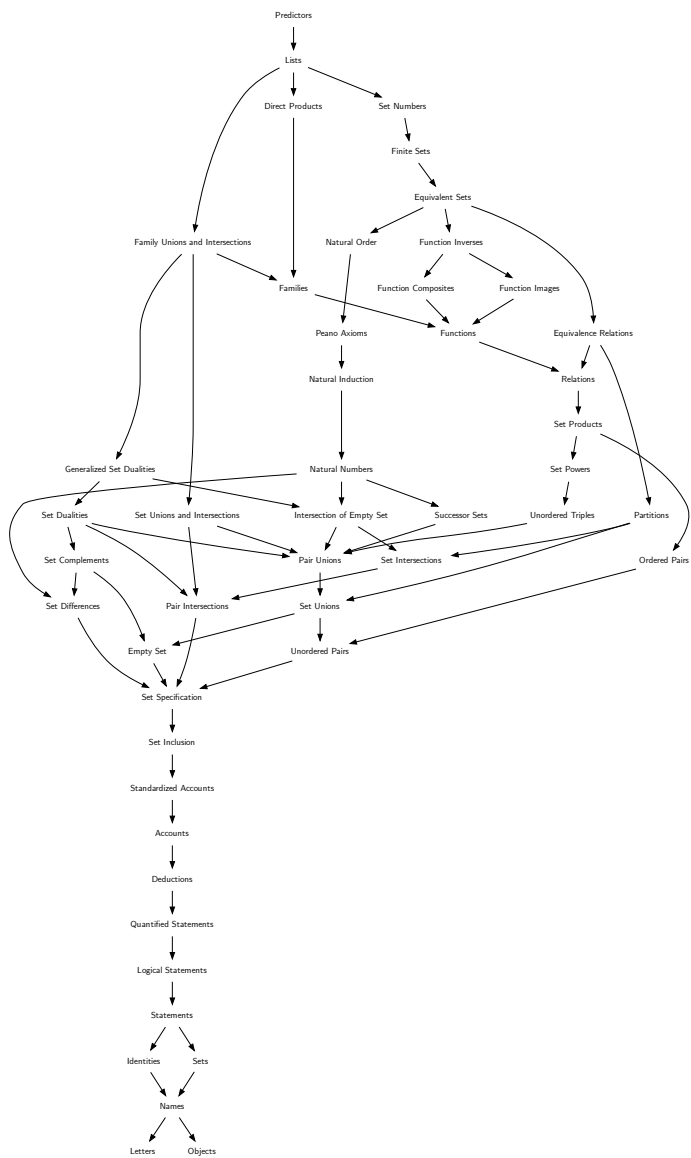 Predictors
Lists
Direct Products
Set Numbers
Finite Sets
Equivalent Sets
Family Unions and Intersections
Natural Order
Function Inverses
Families
Function Composites
Function Images
Peano Axioms
Functions
Equivalence Relations
Natural Induction
Relations
Set Products
Generalized Set Dualities
Natural Numbers
Set Powers
Set Dualities
Set Unions and Intersections
Intersection of Empty Set
Successor Sets
Unordered Triples
Partitions
Set Complements
Pair Unions
Set Intersections
Ordered Pairs
Set Differences
Pair Intersections
Set Unions
Empty Set
Unordered Pairs
Set Specification
Set Inclusion
Standardized Accounts
Accounts
Deductions
Quantified Statements
Logical Statements
Statements
Identities
Sets
Names
Letters
Objects